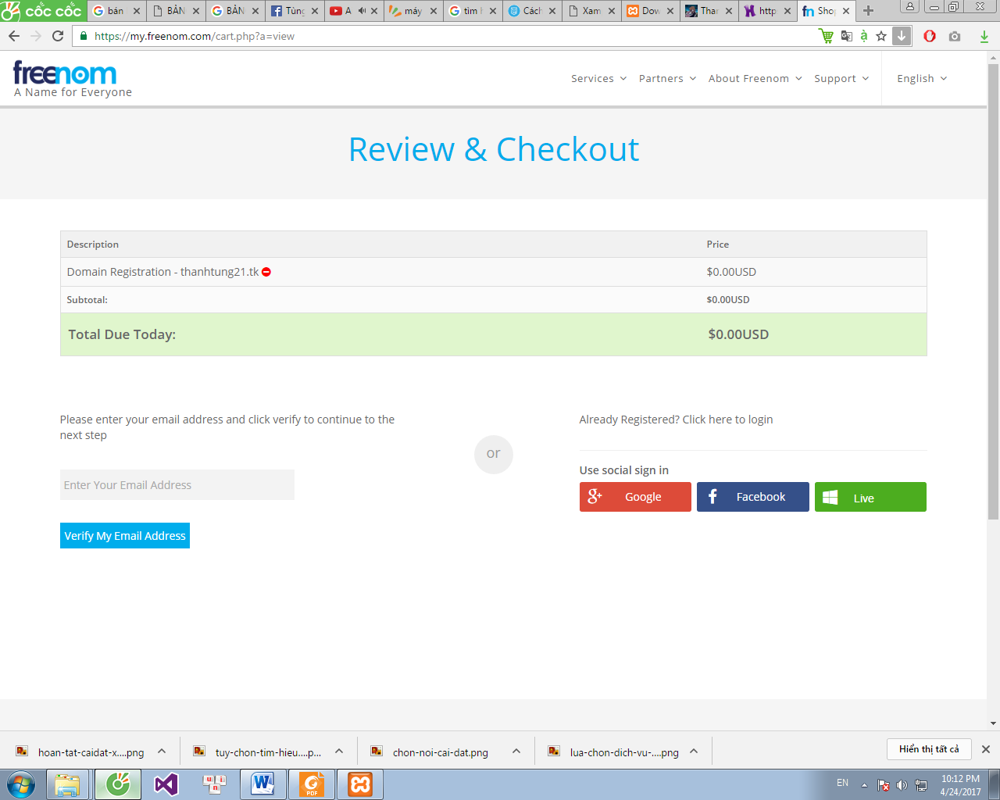 cốc cốc
bán
BẢN
BẢN
Tùng
A
máy
tìm
Cách
Xam
Dow
Than
http
Shop
https://my.freenom.com/cart.php?a=view
freenom
A Name for Everyone
Services
Partners
About Freenom
Support
English
Review & Checkout
Description Price
Domain Registration - thanhtung21.tk $0.00USD
Subtotal: $0.00USD
Total Due Today: $0.00USD
Please enter your email address and click verify to continue to the
next step
Enter Your Email Address
Verify My Email Address
or
Already Registered? Click here to login
Use social sign in
Google
Facebook
Live
hoan-tat-caidat-x....png
tuy-chon-tim-hieu....p...
chon-noi-cai-dat.png
lua-chon-dich-vu-....png
Hiển thị tất cả
EN
10:12 PM
4/24/2017